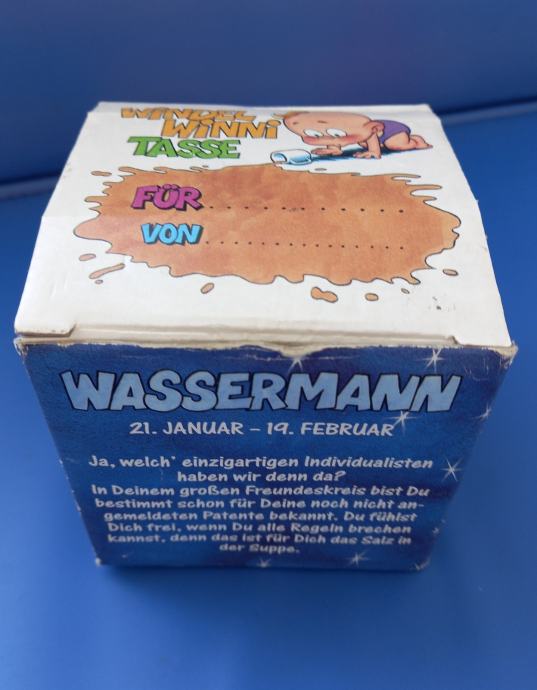 WINDEL
WINNI
TASSE
FÜR
VON
WASSERMANN
21. JANUAR – 19. FEBRUAR
Ja, welch' einzigartigen Individualisten
haben wir denn da?
In Deinem großen Freundeskreis bist Du
bestimmt schon für Deine noch nicht an-
gemeldeten Patente bekannt. Du fühlst
Dich frei, wenn Du alle Regeln brechen
kannst, denn das ist für Dich das Salz in
der Suppe.